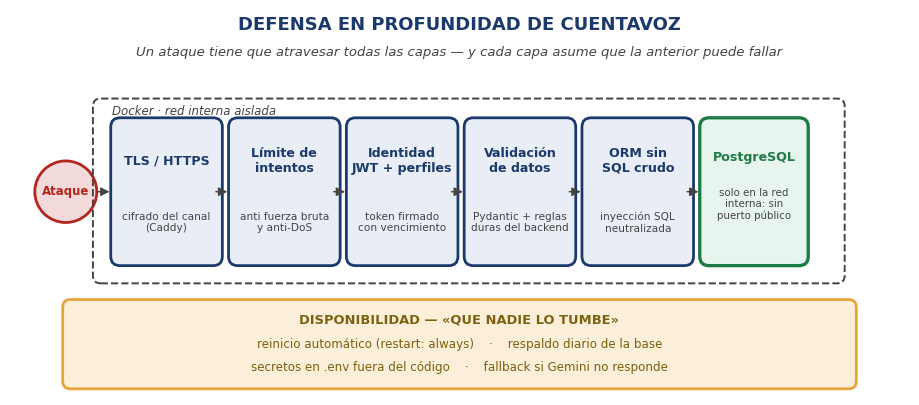 DEFENSA EN PROFUNDIDAD DE CUENTAVOZ
Un ataque tiene que atravesar todas las capas — y cada capa asume que la anterior puede fallar
Docker · red interna aislada
Ataque
TLS / HTTPS
cifrado del canal
(Caddy)
Límite de
intentos
anti fuerza bruta
y anti-DoS
Identidad
JWT + perfiles
token firmado
con vencimiento
Validación
de datos
Pydantic + reglas
duras del backend
ORM sin
SQL crudo
inyección SQL
neutralizada
PostgreSQL
solo en la red
interna: sin
puerto público
DISPONIBILIDAD — «QUE NADIE LO TUMBE»
reinicio automático (restart: always) · respaldo diario de la base
secretos en .env fuera del código · fallback si Gemini no responde